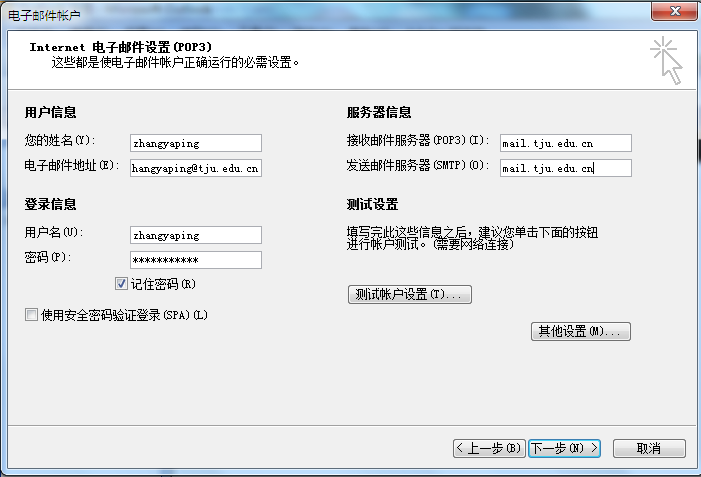 电子邮件帐户
Internet 电子邮件设置(POP3)
这些都是使电子邮件帐户正确运行的必需设置。
用户信息
您的姓名(Y): zhangyaping
电子邮件地址(E): hangyaping@tju.edu.cn
登录信息
用户名(U): zhangyaping
密码(P): ***********
记住密码(R)
使用安全密码验证登录(SPA)(L)
服务器信息
接收邮件服务器(POP3)(I): mail.tju.edu.cn
发送邮件服务器(SMTP)(O): mail.tju.edu.cn
测试设置
填写完此这些信息之后，建议您单击下面的按钮
进行帐户测试。(需要网络连接)
测试帐户设置(T)...
其他设置(M)...
< 上一步(B)
下一步(N) >
取消